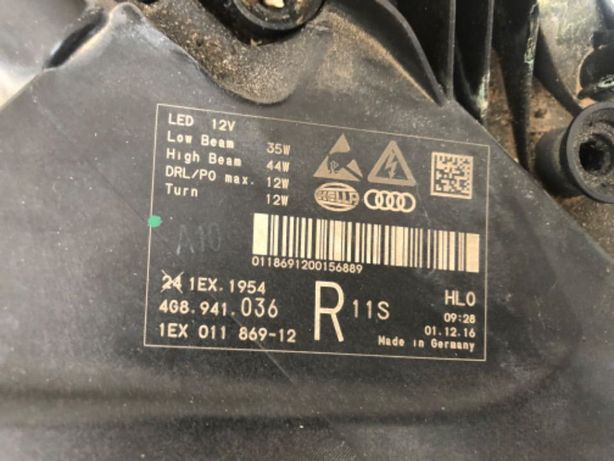 LED 12V
Low Beam 35W
High Beam 44W
DRL/PO max. 12W
Turn 12W
HELLA
A10
0118691200156889
24 1EX.1954
4G8.941.036
1EX 011 869-12
R 11S
HL0
09:28
01.12.16
Made in Germany